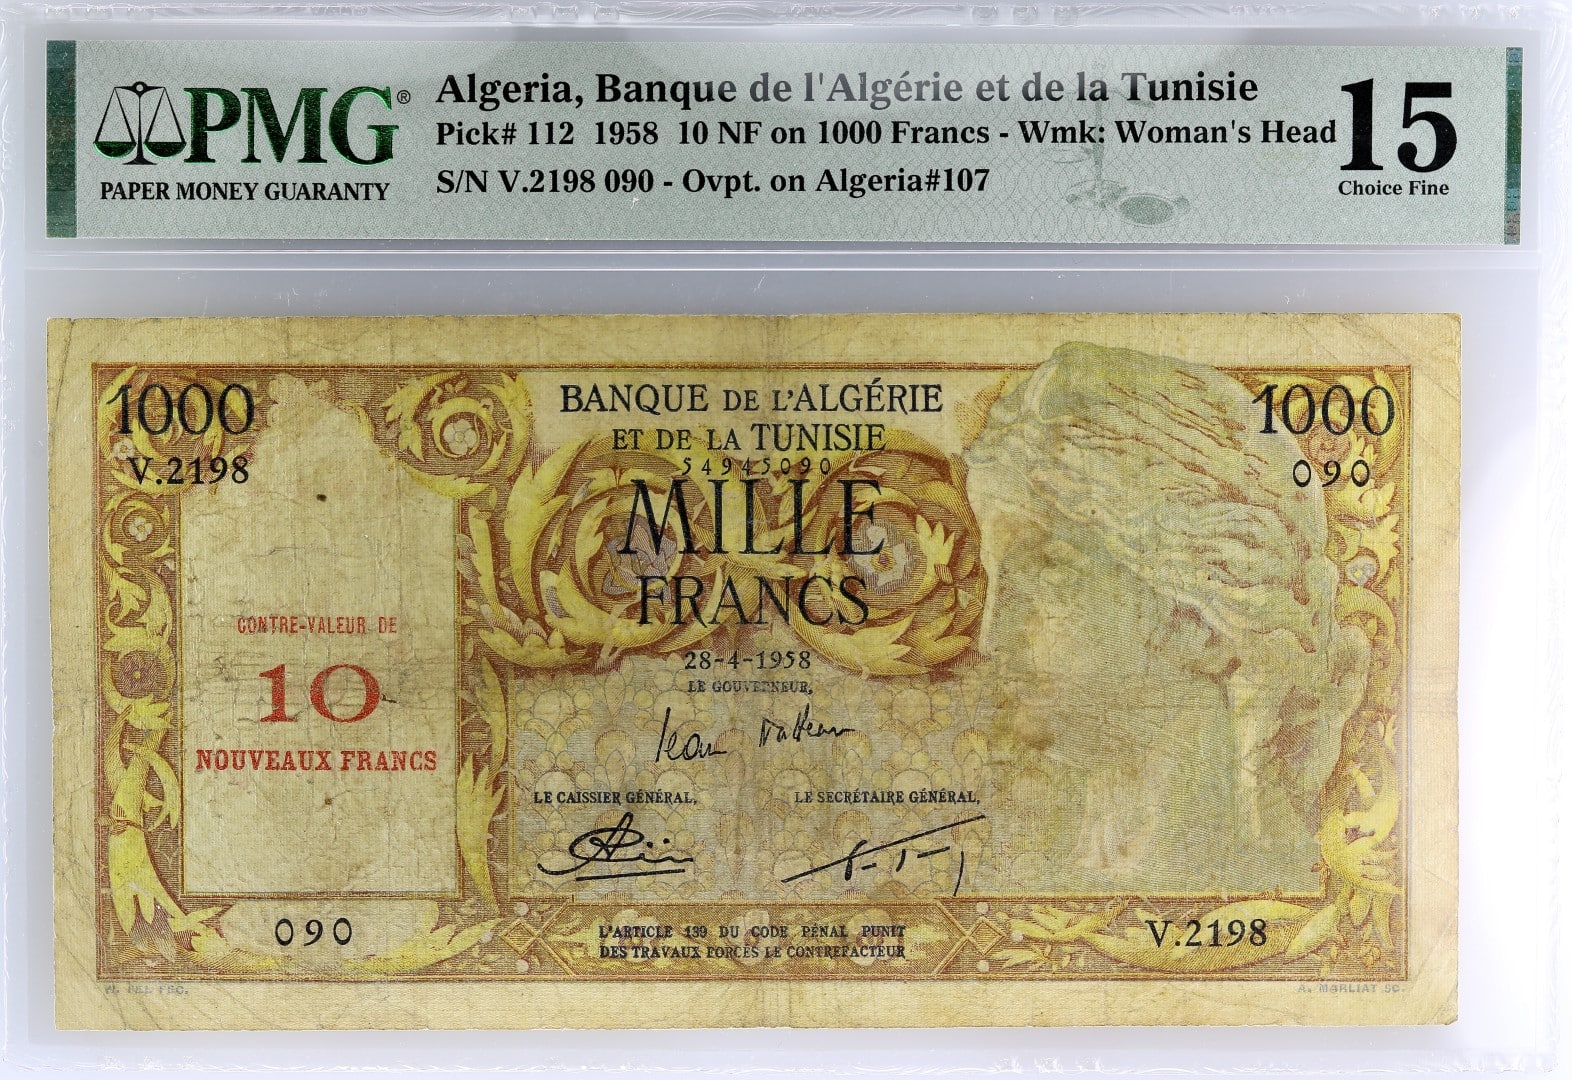 PMG®
PAPER MONEY GUARANTY
Algeria, Banque de l'Algérie et de la Tunisie
Pick# 112 1958 10 NF on 1000 Francs - Wmk: Woman's Head
S/N V.2198 090 - Ovpt. on Algeria#107
15
Choice Fine
1000
V.2198
BANQUE DE L'ALGÉRIE
ET DE LA TUNISIE
54945090
MILLE
FRANCS
1000
090
CONTRE-VALEUR DE
10
NOUVEAUX FRANCS
28-4-1958
LE GOUVERNEUR,
LE CAISSIER GÉNÉRAL,
LE SECRÉTAIRE GÉNÉRAL,
090
L'ARTICLE 139 DU CODE PÉNAL PUNIT
DES TRAVAUX FORCÉS LE CONTREFACTEUR
V.2198
FEC.
A. MARLIAT SC.